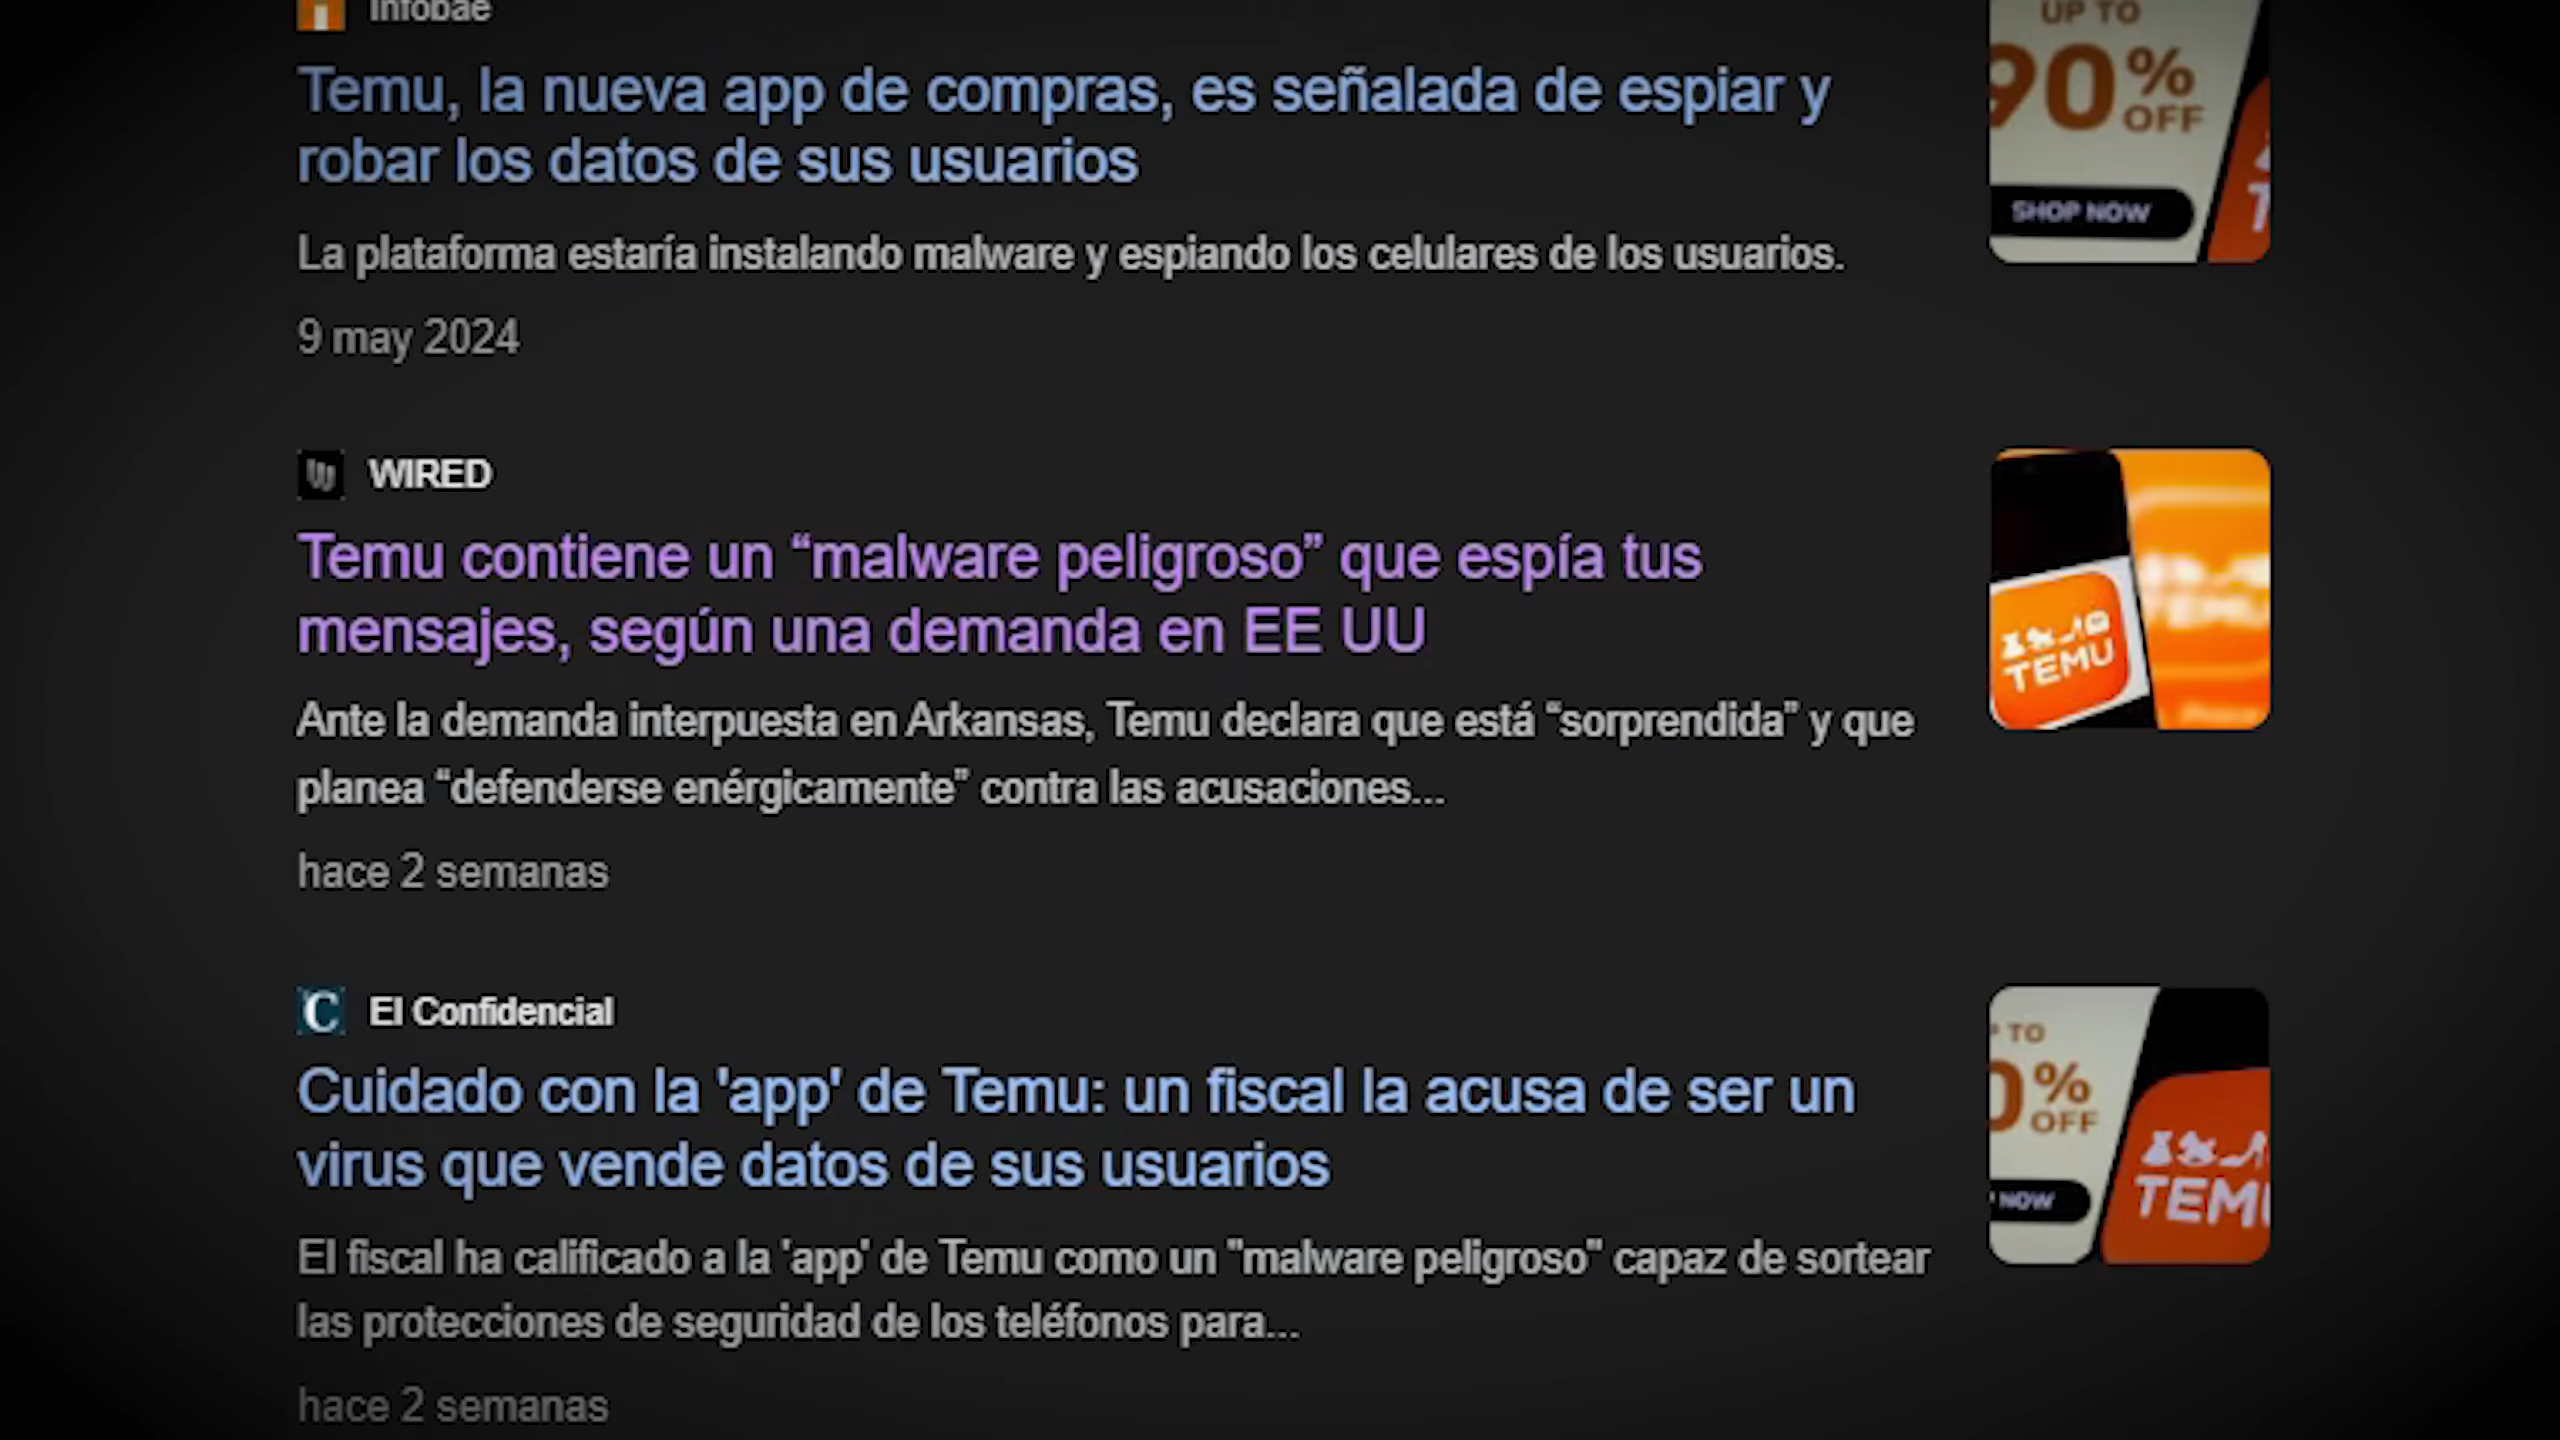 Infobae
UP TO
Temu, la nueva app de compras, es señalada de espiar y
90% OFF
robar los datos de sus usuarios
SHOP NOW
La plataforma estaría instalando malware y espiando los celulares de los usuarios.
9 may 2024
WIRED
Temu contiene un “malware peligroso” que espía tus
mensajes, según una demanda en EE UU
TEMU
Ante la demanda interpuesta en Arkansas, Temu declara que está “sorprendida” y que
planea “defenderse enérgicamente” contra las acusaciones...
hace 2 semanas
El Confidencial
TO
Cuidado con la 'app' de Temu: un fiscal la acusa de ser un
% OFF
virus que vende datos de sus usuarios
NOW
TEMU
El fiscal ha calificado a la 'app' de Temu como un "malware peligroso" capaz de sortear
las protecciones de seguridad de los teléfonos para...
hace 2 semanas